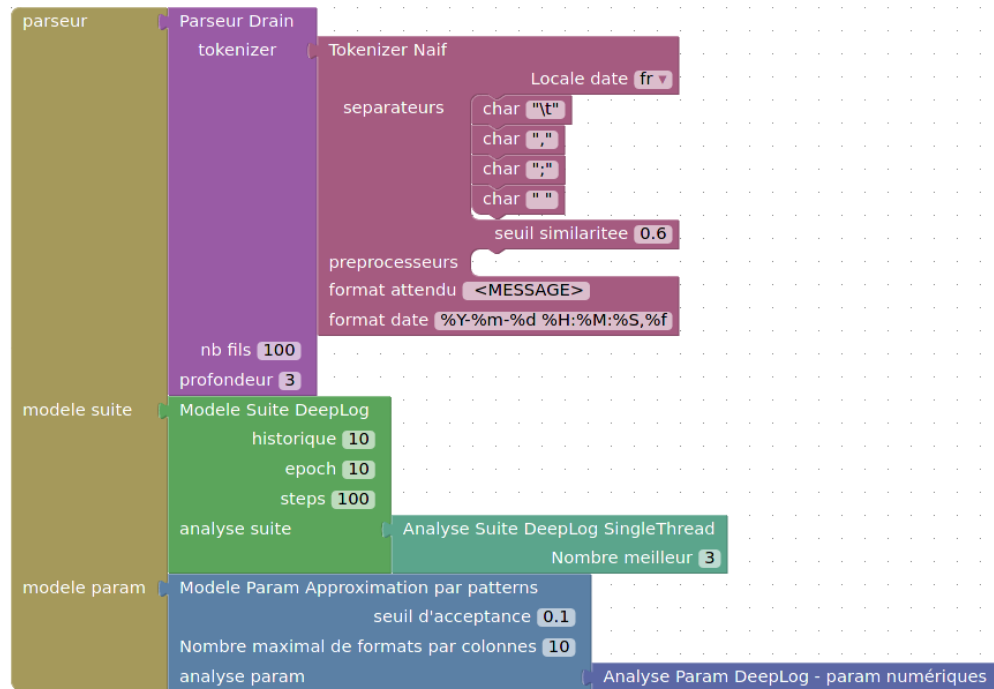 parseur Parseur Drain
tokenizer Tokenizer Naif
Locale date fr ▾
separateurs char "\t"
char ","
char ";"
char " "
seuil similaritee 0.6
preprocesseurs
format attendu <MESSAGE>
format date %Y-%m-%d %H:%M:%S,%f
nb fils 100
profondeur 3
modele suite Modele Suite DeepLog
historique 10
epoch 10
steps 100
analyse suite Analyse Suite DeepLog SingleThread
Nombre meilleur 3
modele param Modele Param Approximation par patterns
seuil d'acceptance 0.1
Nombre maximal de formats par colonnes 10
analyse param Analyse Param DeepLog - param numériques